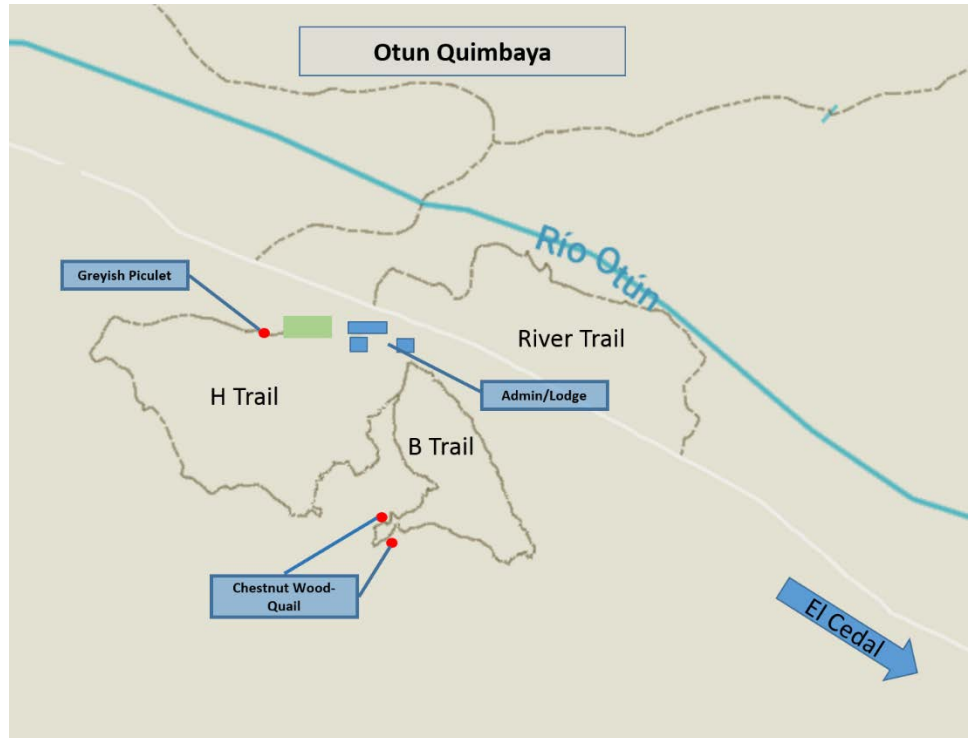 Otun Quimbaya
Río Otún
Greyish Piculet
River Trail
H Trail
Admin/Lodge
B Trail
Chestnut Wood-
Quail
El Cedal